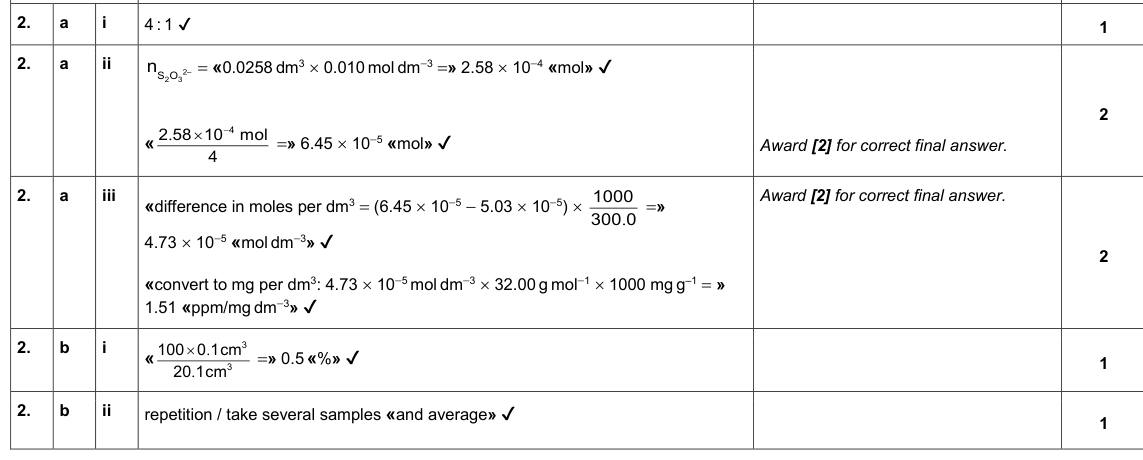 2. a i 4 : 1 ✓ 1
2. a ii n S₂O₃²⁻ = «0.0258 dm³ × 0.010 mol dm⁻³ =» 2.58 × 10⁻⁴ «mol» ✓
2
« 2.58 × 10⁻⁴ mol / 4 =» 6.45 × 10⁻⁵ «mol» ✓ Award [2] for correct final answer.
2. a iii «difference in moles per dm³ = (6.45 × 10⁻⁵ – 5.03 × 10⁻⁵) × 1000 / 300.0 =» Award [2] for correct final answer.
4.73 × 10⁻⁵ «mol dm⁻³» ✓
2
«convert to mg per dm³: 4.73 × 10⁻⁵ mol dm⁻³ × 32.00 g mol⁻¹ × 1000 mg g⁻¹ = »
1.51 «ppm/mg dm⁻³» ✓
2. b i « 100 × 0.1 cm³ / 20.1 cm³ =» 0.5 «%» ✓ 1
2. b ii repetition / take several samples «and average» ✓ 1